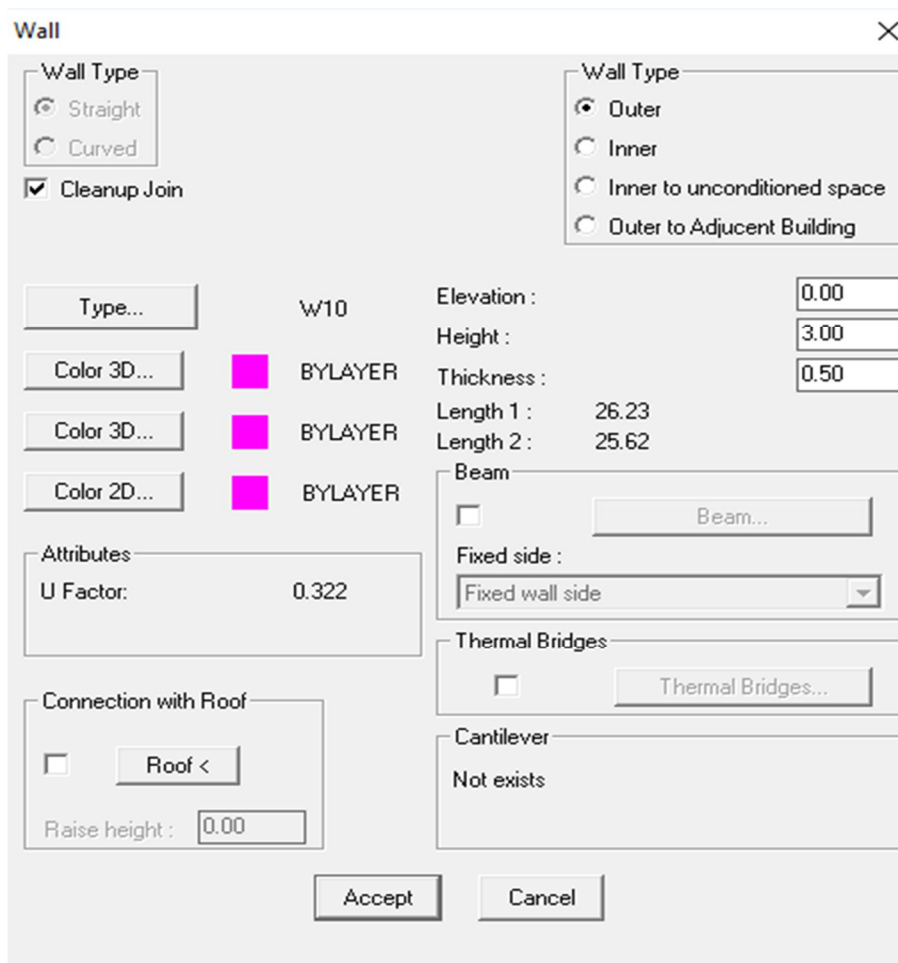 Wall
Wall Type
Straight
Curved
Cleanup Join
Wall Type
Outer
Inner
Inner to unconditioned space
Outer to Adjucent Building
Type... W10
Color 3D... BYLAYER
Color 3D... BYLAYER
Color 2D... BYLAYER
Attributes
U Factor: 0.322
Connection with Roof
Roof <
Raise height : 0.00
Elevation : 0.00
Height : 3.00
Thickness : 0.50
Length 1 : 26.23
Length 2 : 25.62
Beam
Beam...
Fixed side :
Fixed wall side
Thermal Bridges
Thermal Bridges...
Cantilever
Not exists
Accept Cancel